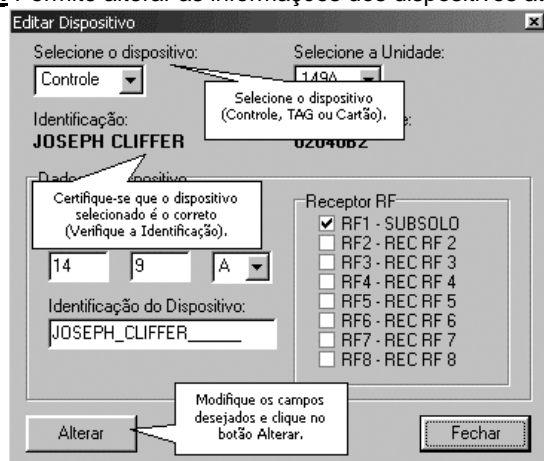 Permite alterar as informações dos dispositivos
Editar Dispositivo
Selecione o dispositivo:
Selecione a Unidade:
Controle
149A
Selecione o dispositivo
(Controle, TAG ou Cartão).
Identificação:
JOSEPH CLIFFER
02040B2
Certifique-se que o dispositivo
selecionado é o correto
(Verifique a Identificação).
14
9
A
Identificação do Dispositivo:
JOSEPH_CLIFFER______
Receptor RF
RF1 - SUBSOLO
RF2 - REC RF 2
RF3 - REC RF 3
RF4 - REC RF 4
RF5 - REC RF 5
RF6 - REC RF 6
RF7 - REC RF 7
RF8 - REC RF 8
Modifique os campos
desejados e clique no
botão Alterar.
Alterar
Fechar